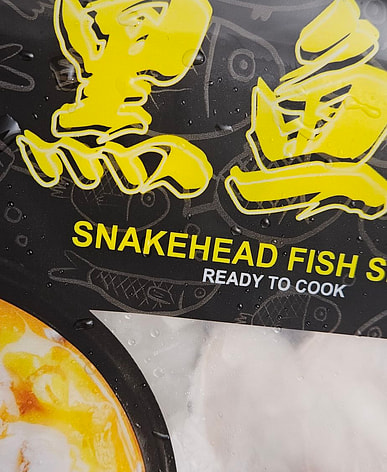 黑鱼
SNAKEHEAD FISH S
READY TO COOK